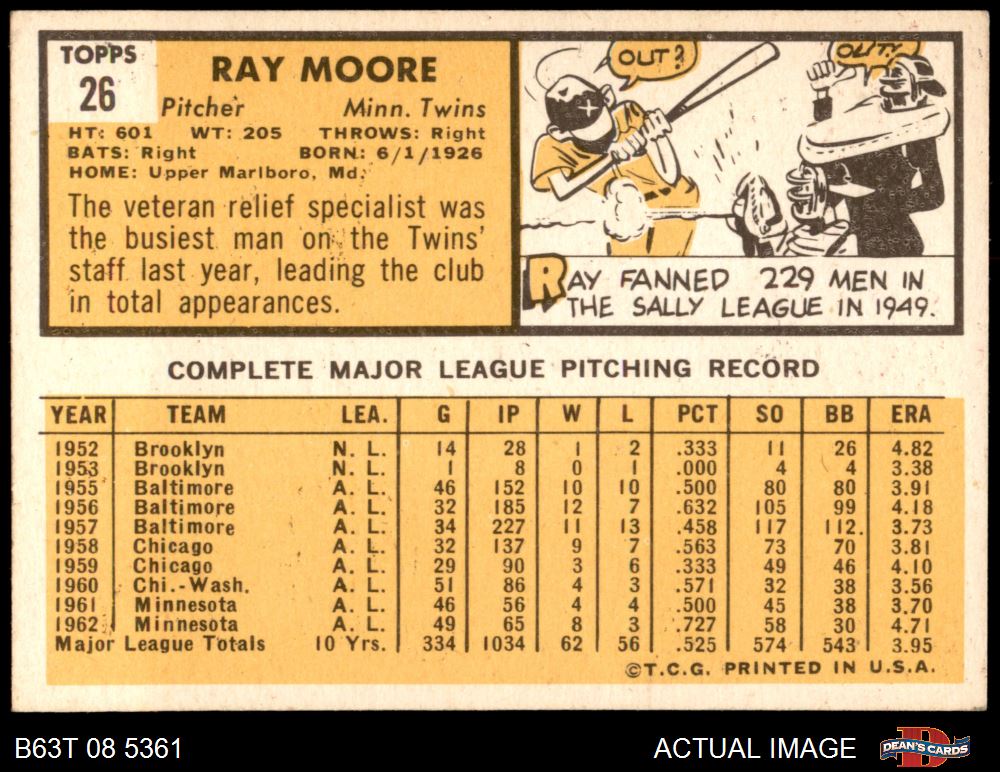 TOPPS
26
RAY MOORE
Pitcher Minn. Twins
HT: 601 WT: 205 THROWS: Right
BATS: Right BORN: 6/1/1926
HOME: Upper Marlboro, Md.
The veteran relief specialist was
the busiest man on the Twins'
staff last year, leading the club
in total appearances.
OUT?
OUT!
RAY FANNED 229 MEN IN
THE SALLY LEAGUE IN 1949.
COMPLETE MAJOR LEAGUE PITCHING RECORD
YEAR TEAM LEA. G IP W L PCT SO BB ERA
1952 Brooklyn N. L. 14 28 1 2 .333 11 26 4.82
1953 Brooklyn N. L. 1 8 0 1 .000 4 4 3.38
1955 Baltimore A. L. 46 152 10 10 .500 80 80 3.91
1956 Baltimore A. L. 32 185 12 7 .632 105 99 4.18
1957 Baltimore A. L. 34 227 11 13 .458 117 112. 3.73
1958 Chicago A. L. 32 137 9 7 .563 73 70 3.81
1959 Chicago A. L. 29 90 3 6 .333 49 46 4.10
1960 Chi.-Wash. A. L. 51 86 4 3 .571 32 38 3.56
1961 Minnesota A. L. 46 56 4 4 .500 45 38 3.70
1962 Minnesota A. L. 49 65 8 3 .727 58 30 4.71
Major League Totals 10 Yrs. 334 1034 62 56 .525 574 543 3.95
©T.C.G. PRINTED IN U.S.A.
B63T 08 5361 ACTUAL IMAGE D DEAN'S CARDS